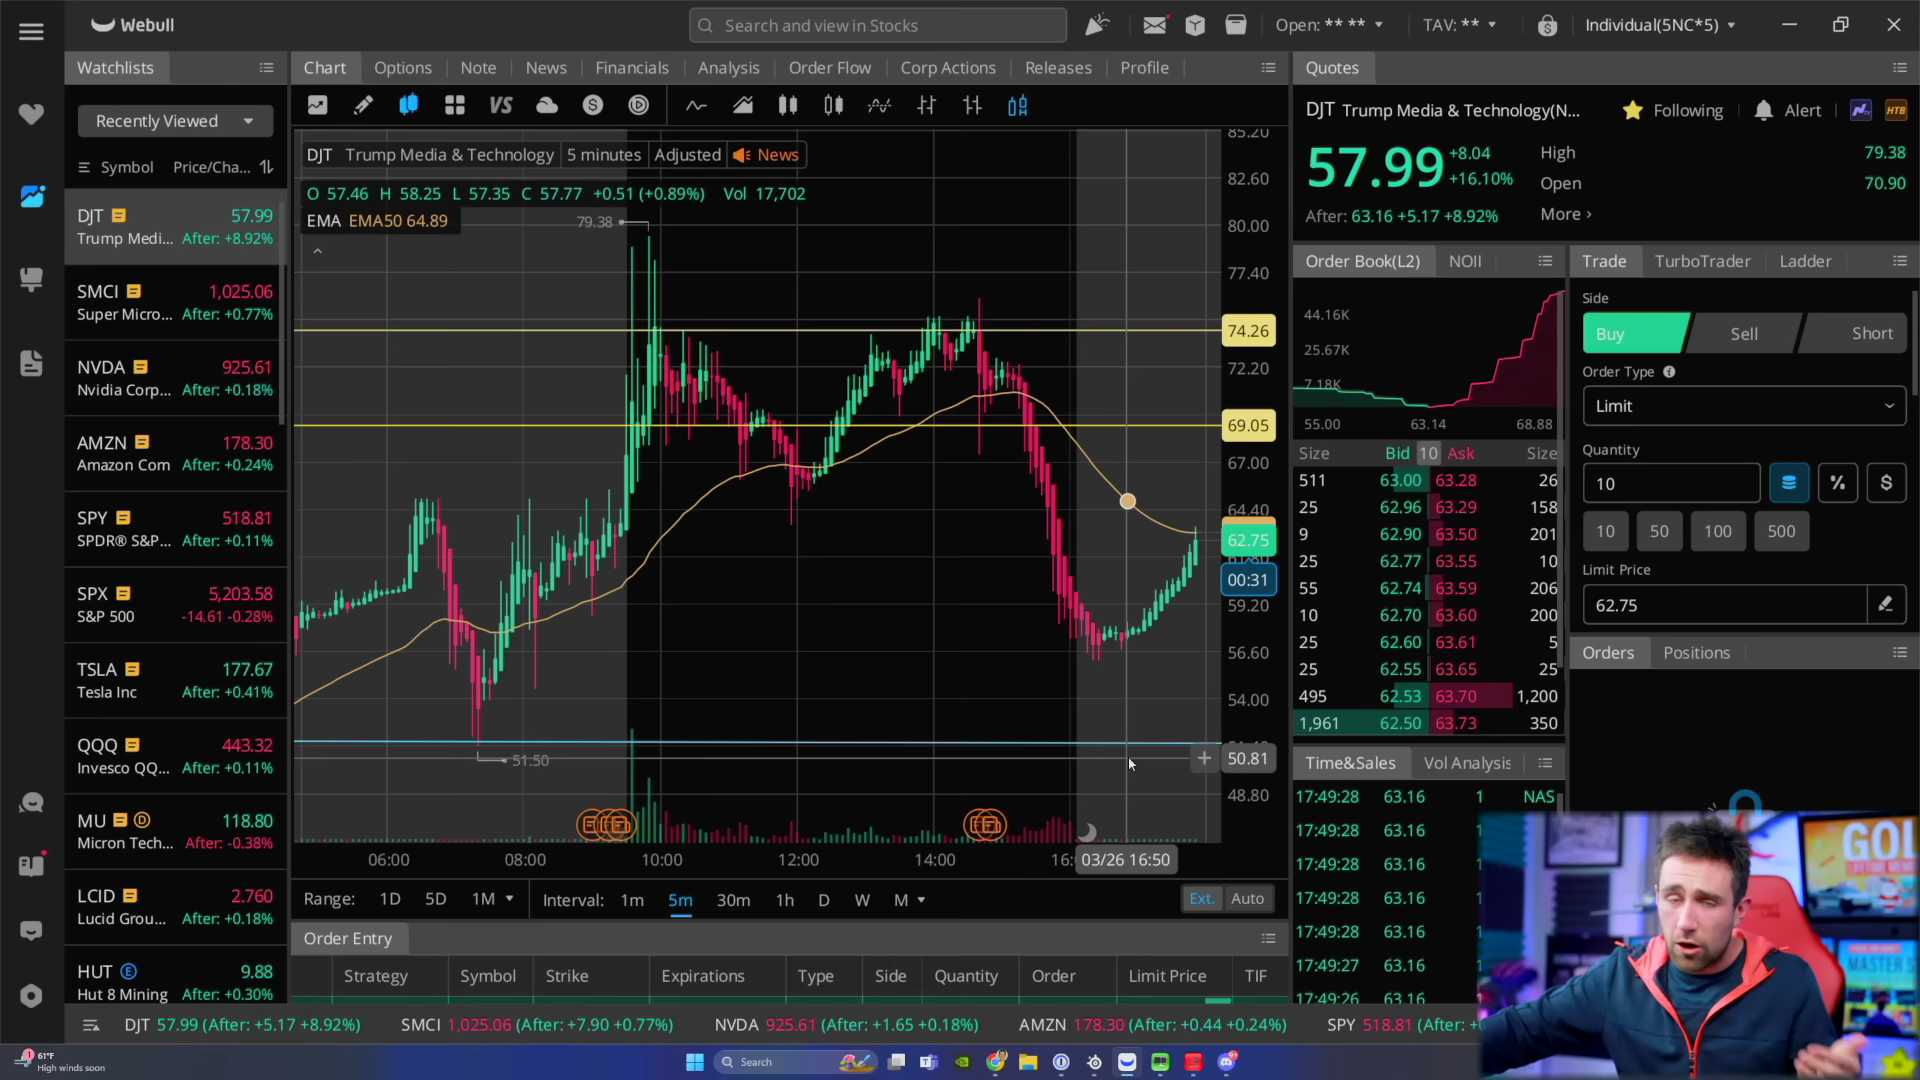 Webull
Search and view in Stocks
Open: ** **
TAV: **
Individual(5NC*5)
Watchlists
Chart Options Note News Financials Analysis Order Flow Corp Actions Releases Profile
Quotes
Recently Viewed
VS
Symbol Price/Cha...
DJT 57.99
Trump Medi... After: +8.92%
SMCI 1,025.06
Super Micro... After: +0.77%
NVDA 925.61
Nvidia Corp... After: +0.18%
AMZN 178.30
Amazon Com After: +0.24%
SPY 518.81
SPDR® S&P... After: +0.11%
SPX 5,203.58
S&P 500 -14.61 -0.28%
TSLA 177.67
Tesla Inc After: +0.41%
QQQ 443.32
Invesco QQ... After: +0.11%
MU D 118.80
Micron Tech... After: -0.38%
LCID 2.760
Lucid Grou... After: +0.18%
HUT E 9.88
Hut 8 Mining After: +0.30%
DJT Trump Media & Technology 5 minutes Adjusted News
O 57.46 H 58.25 L 57.35 C 57.77 +0.51 (+0.89%) Vol 17,702
EMA EMA50 64.89
79.38
51.50
85.20
82.60
80.00
77.40
74.26
72.20
69.05
67.00
64.40
62.75
00:31
59.20
56.60
54.00
50.81
48.80
06:00 08:00 10:00 12:00 14:00 16:0 03/26 16:50
Range: 1D 5D 1M Interval: 1m 5m 30m 1h D W M Ext. Auto
Order Entry
Strategy Symbol Strike Expirations Type Side Quantity Order Limit Price TIF
DJT Trump Media & Technology(N... Following Alert HTB
57.99 +8.04
+16.10%
After: 63.16 +5.17 +8.92%
High 79.38
Open 70.90
More ›
Order Book(L2) NOII
44.16K
25.67K
7.18K
55.00 63.14 68.88
Size Bid 10 Ask Size
511 63.00 63.28 26
25 62.96 63.29 158
9 62.90 63.50 201
25 62.77 63.55 10
55 62.74 63.59 206
10 62.70 63.60 200
25 62.60 63.61 5
25 62.55 63.65 25
495 62.53 63.70 1,200
1,961 62.50 63.73 350
Time&Sales Vol Analysis
17:49:28 63.16 1 NAS
17:49:28 63.16
17:49:28 63.16
17:49:28 63.16
17:49:28 63.16
17:49:27 63.16
17:49:26 63.16
Trade TurboTrader Ladder
Side
Buy Sell Short
Order Type
Limit
Quantity
10 % $
10 50 100 500
Limit Price
62.75
Orders Positions
GOL
MASTER S
DJT 57.99 (After: +5.17 +8.92%) SMCI 1,025.06 (After: +7.90 +0.77%) NVDA 925.61 (After: +1.65 +0.18%) AMZN 178.30 (After: +0.44 +0.24%) SPY 518.81 (After: +
1
61°F
High winds soon
Search